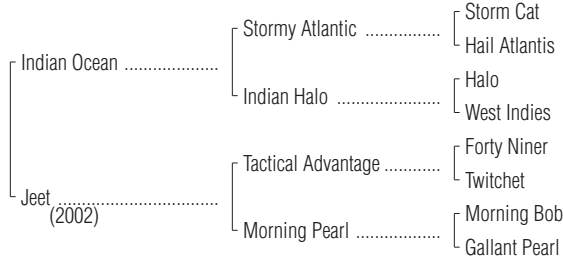 Storm Cat
Stormy Atlantic ................
Hail Atlantis
Indian Ocean ....................
Halo
Indian Halo ......................
West Indies
Forty Niner
Tactical Advantage ............
Twitchet
Jeet ..................................
(2002)
Morning Bob
Morning Pearl ..................
Gallant Pearl